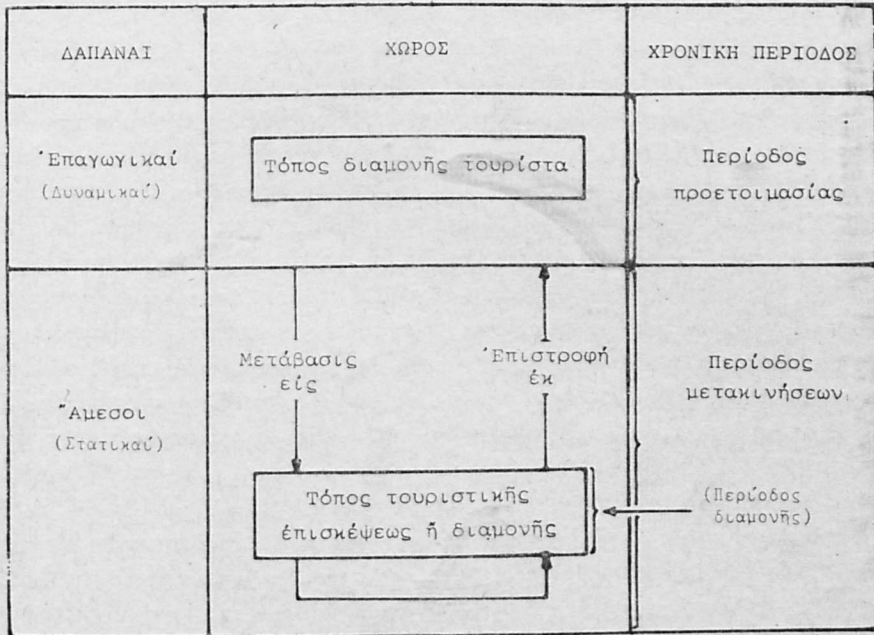 ΔΑΠΑΝΑΙ
ΧΩΡΟΣ
ΧΡΟΝΙΚΗ ΠΕΡΙΟΔΟΣ
Ἐπαγωγικαί
(Δυναμικαί)
Τόπος διαμονῆς τουρίστα
Περίοδος
προετοιμασίας
Μετάβασις
εἰς
Ἐπιστροφή
ἐκ
Περίοδος
μετακινήσεων
Ἄμεσοι
(Στατικαί)
Τόπος τουριστικῆς
ἐπισκέψεως ἤ διαμονῆς
(Περίοδος
διαμονῆς)